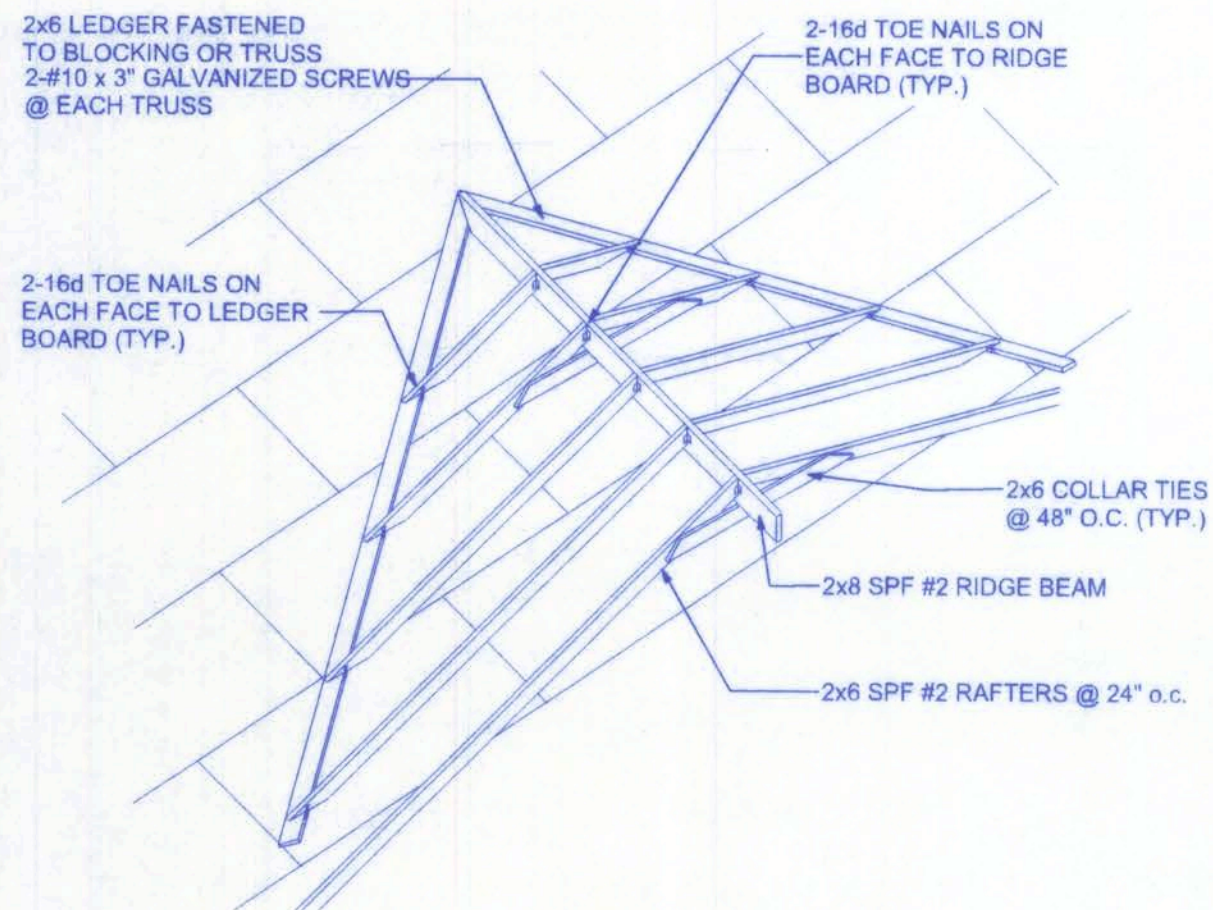 2x6 LEDGER FASTENED
TO BLOCKING OR TRUSS
2-#10 x 3" GALVANIZED SCREWS
@ EACH TRUSS
2-16d TOE NAILS ON
EACH FACE TO RIDGE
BOARD (TYP.)
2-16d TOE NAILS ON
EACH FACE TO LEDGER
BOARD (TYP.)
2x6 COLLAR TIES
@ 48" O.C. (TYP.)
2x8 SPF #2 RIDGE BEAM
2x6 SPF #2 RAFTERS @ 24" o.c.